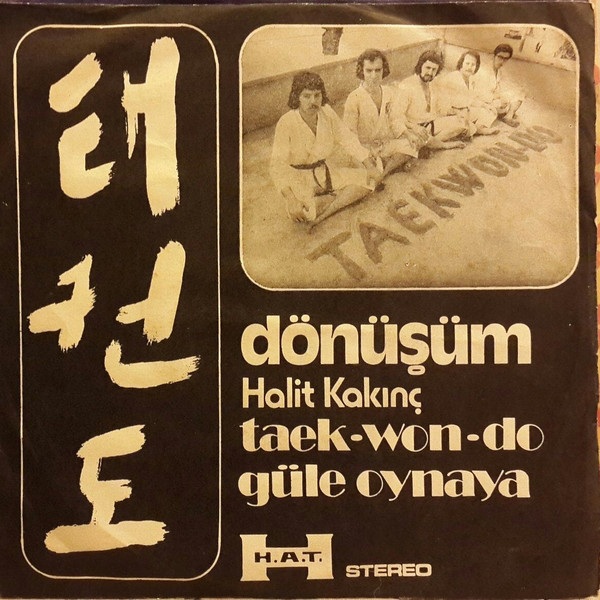 태
권
도
TAEKWON-DO
dönüşüm
Halit Kakınç
taek-won-do
güle oynaya
H.A.T.
STEREO